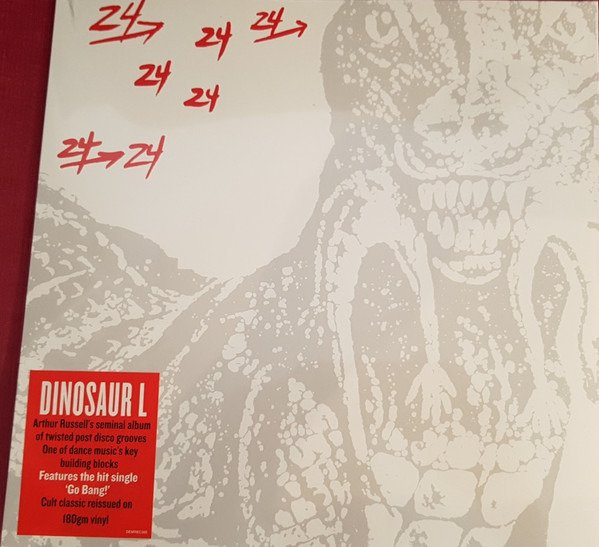 24→ 24 24→
24 24
24→24
DINOSAUR L
Arthur Russell's seminal album
of twisted post disco grooves
One of dance music's key
building blocks
Features the hit single
'Go Bang!'
Cult classic reissued on
180gm vinyl